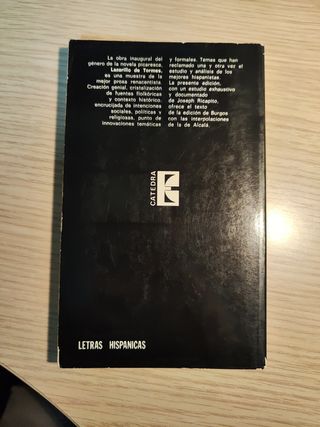 La obra inaugural del
género de la novela picaresca,
Lazarillo de Tormes,
es una muestra de la
mejor prosa renacentista.
Creación genial, cristalización
de fuentes flolkóricas
y contexto histórico,
encrucijada de intenciones
sociales, políticas y
religiosas, punto de
innovaciones temáticas
y formales. Temas que han
reclamado una y otra vez el
estudio y análisis de los
mejores hispanistas.
La presente edición,
con un estudio exhaustivo
y documentado
de Joseph Ricapito,
ofrece el texto
de la edición de Burgos
con las interpolaciones
de la de Alcalá.
CATEDRA
LETRAS HISPANICAS